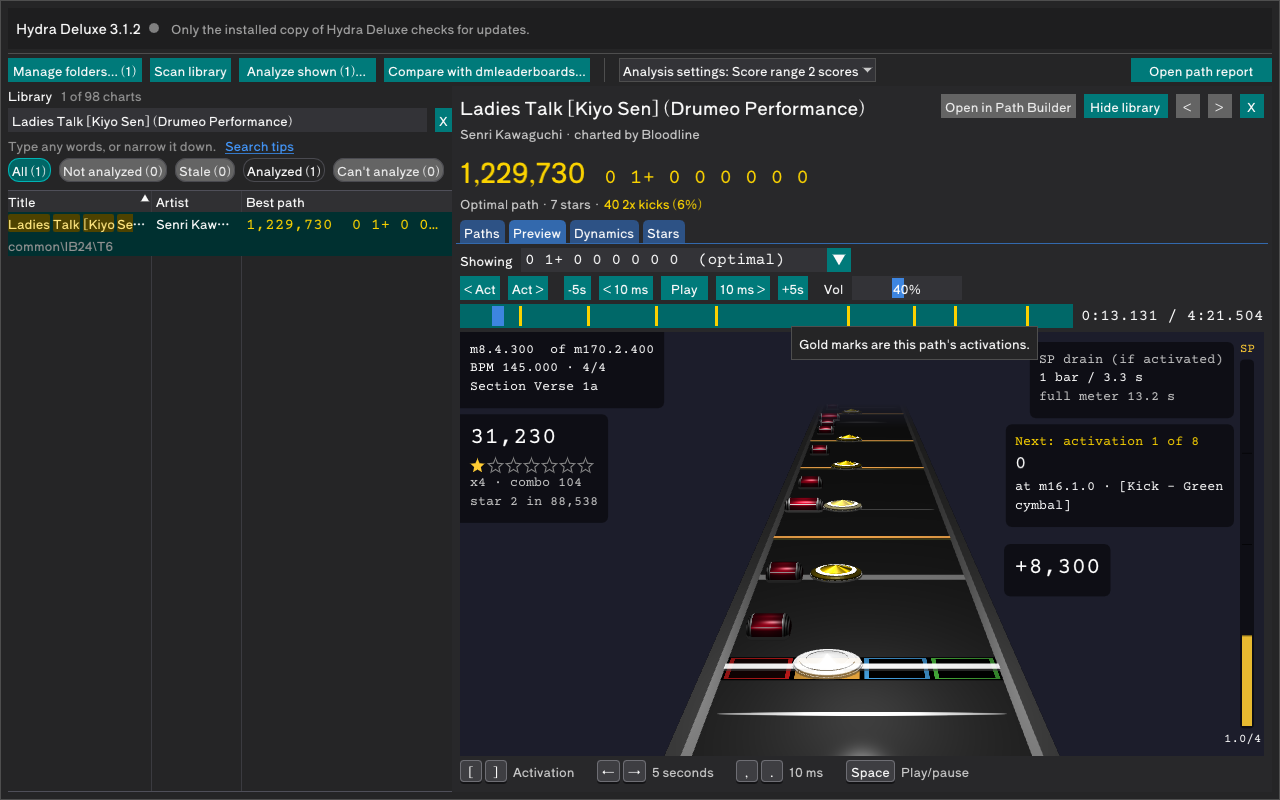 Hydra Deluxe 3.1.2 Only the installed copy of Hydra Deluxe checks for updates.
Manage folders... (1) Scan library Analyze shown (1)... Compare with dmleaderboards... Analysis settings: Score range 2 scores Open path report
Library 1 of 98 charts
Ladies Talk [Kiyo Sen] (Drumeo Performance) X
Type any words, or narrow it down. Search tips
All (1) Not analyzed (0) Stale (0) Analyzed (1) Can't analyze (0)
Title Artist Best path
Ladies Talk [Kiyo Se··· Senri Kaw··· 1,229,730 0 1+ 0 0…
common\IB24\T6
Ladies Talk [Kiyo Sen] (Drumeo Performance) Open in Path Builder Hide library < > X
Senri Kawaguchi · charted by Bloodline
1,229,730 0 1+ 0 0 0 0 0 0
Optimal path · 7 stars · 40 2x kicks (6%)
Paths Preview Dynamics Stars
Showing 0 1+ 0 0 0 0 0 0 (optimal)
< Act Act > -5s < 10 ms Play 10 ms > +5s Vol 40%
0:13.131 / 4:21.504
Gold marks are this path's activations.
m8.4.300 of m170.2.400
BPM 145.000 · 4/4
Section Verse 1a
31,230
x4 · combo 104
star 2 in 88,538
SP drain (if activated)
1 bar / 3.3 s
full meter 13.2 s
SP
Next: activation 1 of 8
0
at m16.1.0 · [Kick - Green
cymbal]
+8,300
1.0/4
[ ] Activation ← → 5 seconds , . 10 ms Space Play/pause